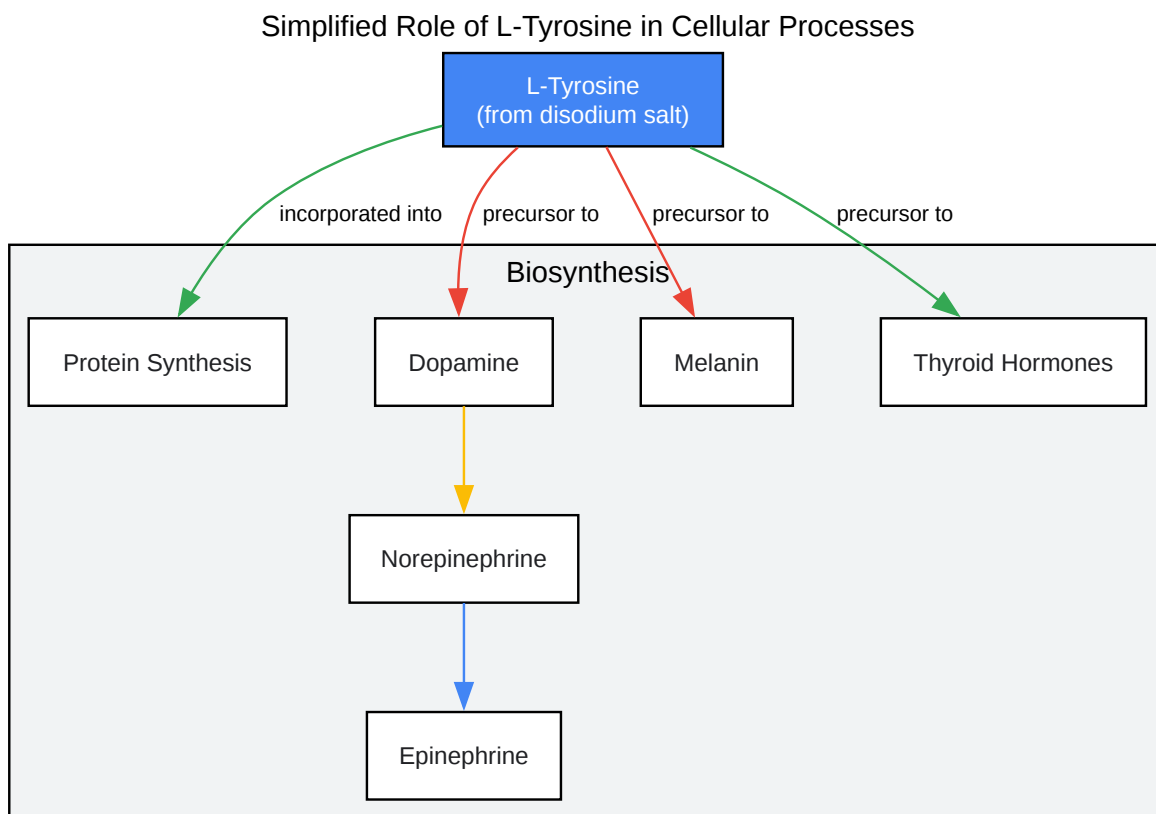 Simplified Role of L-Tyrosine in Cellular Processes
L-Tyrosine
(from disodium salt)
incorporated into
precursor to
precursor to
precursor to
Biosynthesis
Protein Synthesis
Dopamine
Melanin
Thyroid Hormones
Norepinephrine
Epinephrine